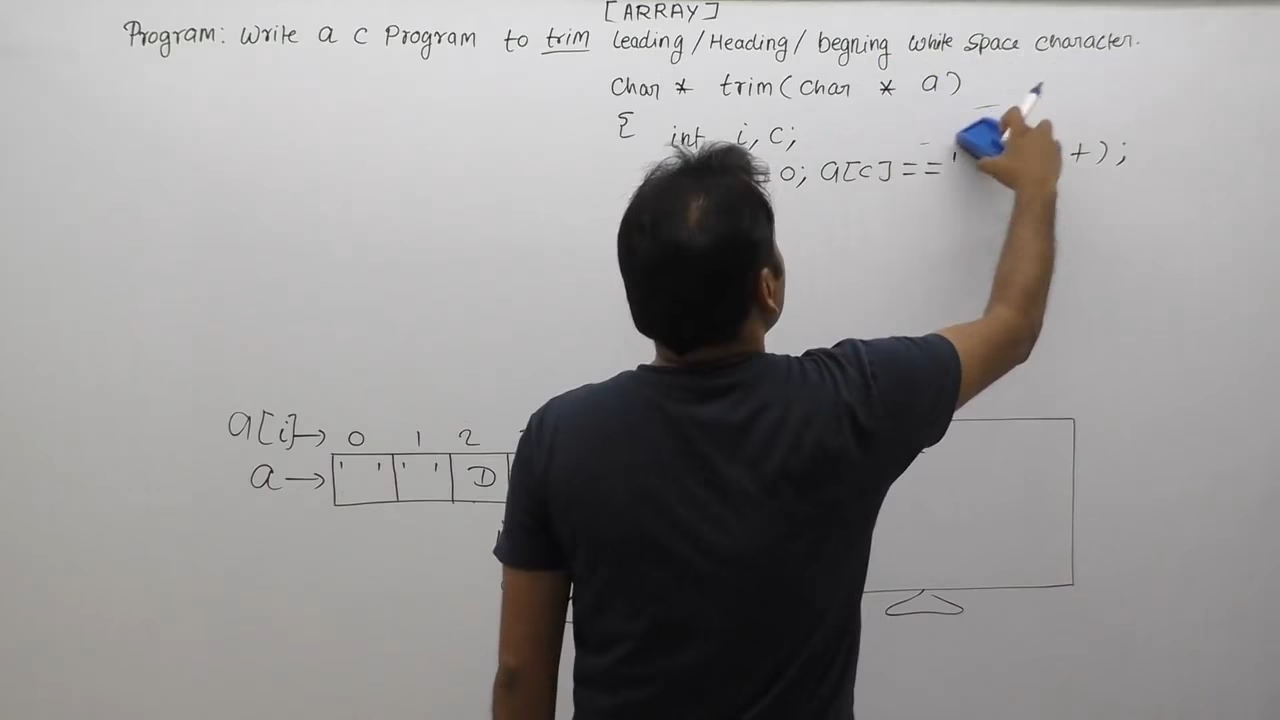 [ARRAY]
Program: Write a C Program to trim leading/Heading/begning white space character.
Char * trim(char * a)
{ int i, c;
0; a[c]==' +);
a[i]→ 0 1 2
a→ ' ' ' ' D